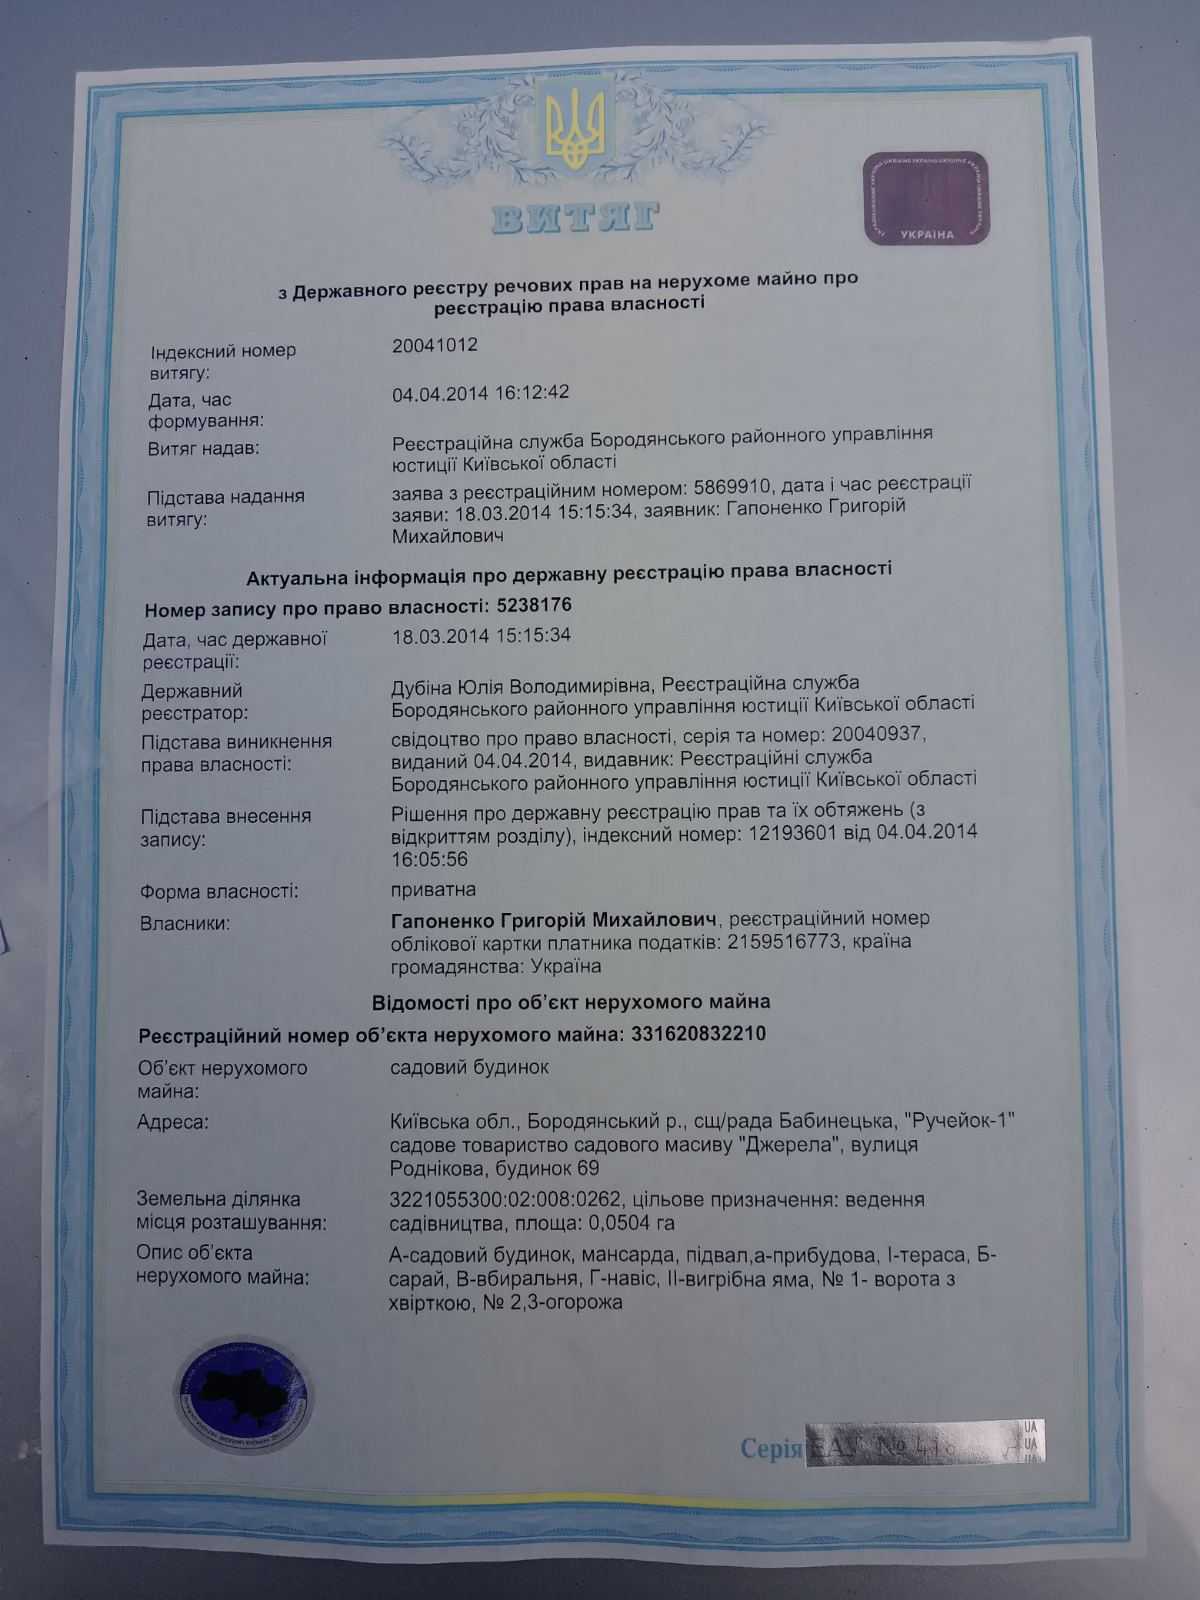 ВИТЯГ
УКРАЇНА
з Державного реєстру речових прав на нерухоме майно про
реєстрацію права власності
Індексний номер витягу: 20041012
Дата, час формування: 04.04.2014 16:12:42
Витяг надав: Реєстраційна служба Бородянського районного управління
юстиції Київської області
Підстава надання витягу: заява з реєстраційним номером: 5869910, дата і час реєстрації
заяви: 18.03.2014 15:15:34, заявник: Гапоненко Григорій
Михайлович
Актуальна інформація про державну реєстрацію права власності
Номер запису про право власності: 5238176
Дата, час державної реєстрації: 18.03.2014 15:15:34
Державний реєстратор: Дубіна Юлія Володимирівна, Реєстраційна служба
Бородянського районного управління юстиції Київської області
Підстава виникнення права власності: свідоцтво про право власності, серія та номер: 20040937,
виданий 04.04.2014, видавник: Реєстраційні служба
Бородянського районного управління юстиції Київської області
Підстава внесення запису: Рішення про державну реєстрацію прав та їх обтяжень (з
відкриттям розділу), індексний номер: 12193601 від 04.04.2014
16:05:56
Форма власності: приватна
Власники: Гапоненко Григорій Михайлович, реєстраційний номер
облікової картки платника податків: 2159516773, країна
громадянства: Україна
Відомості про об’єкт нерухомого майна
Реєстраційний номер об’єкта нерухомого майна: 331620832210
Об’єкт нерухомого майна: садовий будинок
Адреса: Київська обл., Бородянський р., сщ/рада Бабинецька, "Ручейок-1"
садове товариство садового масиву "Джерела", вулиця
Роднікова, будинок 69
Земельна ділянка місця розташування: 3221055300:02:008:0262, цільове призначення: ведення
садівництва, площа: 0,0504 га
Опис об’єкта нерухомого майна: А-садовий будинок, мансарда, підвал,а-прибудова, І-тераса, Б-
сарай, В-вбиральня, Г-навіс, ІІ-вигрібна яма, № 1- ворота з
хвірткою, № 2,3-огорожа
Серія №
UA
UA